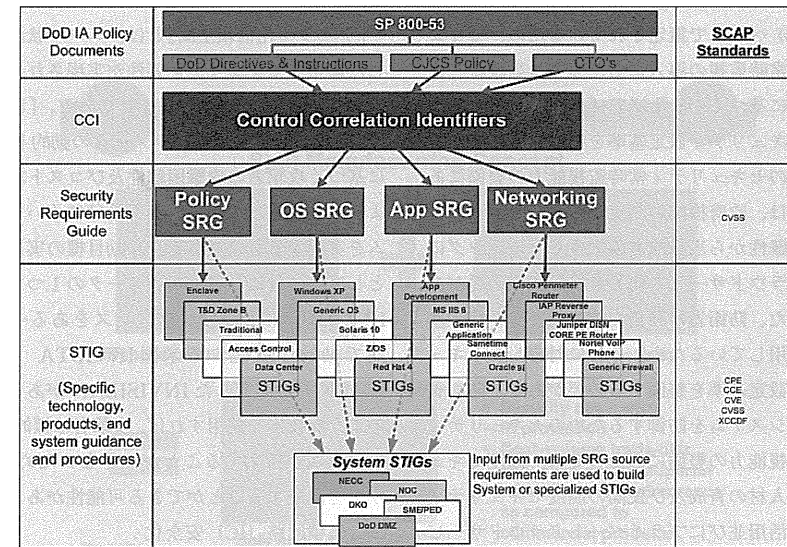 DoD IA Policy
Documents
SP 800-53
DoD Directives & Instructions
CJCS Policy
CTO's
SCAP
Standards
CCI
Control Correlation Identifiers
Security
Requirements
Guide
Policy
SRG
OS SRG
App SRG
Networking
SRG
CVSS
STIG
(Specific
technology,
products, and
system guidance
and procedures)
Enclave
T&D Zone B
Traditional
Access Control
Data Center
STIGs
Windows XP
Generic OS
Solaris 10
Z/OS
Red Hat 4
STIGs
App
Development
MS IIS 6
Generic
Application
Sametime
Connect
Oracle 9i
STIGs
Cisco Perimeter
Router
IAP Reverse
Proxy
Juniper DISN
CORE PE Router
Nortel VoIP
Phone
Generic Firewall
STIGs
CPE
CCE
CVE
CVSS
XCCDF
System STIGs
NECC
NOC
DKO
SME/PED
DoD DMZ
Input from multiple SRG source
requirements are used to build
System or specialized STIGs